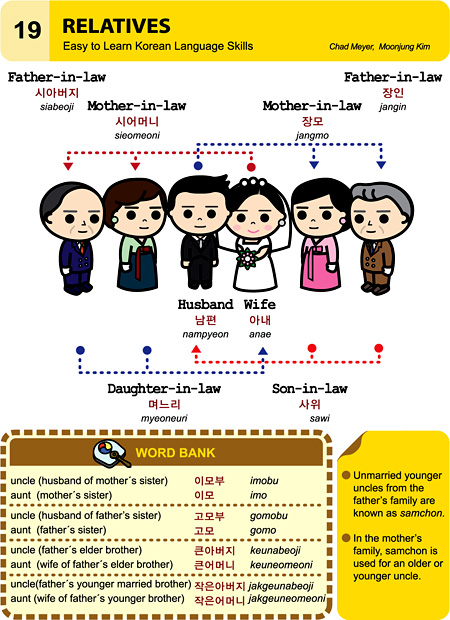 19
RELATIVES
Easy to Learn Korean Language Skills
Chad Meyer, Moonjung Kim
Father-in-law
시아버지
siabeoji
Mother-in-law
시어머니
sieomeoni
Mother-in-law
장모
jangmo
Father-in-law
장인
jangin
Husband
남편
nampyeon
Wife
아내
anae
Daughter-in-law
며느리
myeoneuri
Son-in-law
사위
sawi
WORD BANK
uncle (husband of mother´s sister) 이모부 imobu
aunt (mother´s sister) 이모 imo
uncle (husband of father's sister) 고모부 gomobu
aunt (father´s sister) 고모 gomo
uncle (father´s elder brother) 큰아버지 keunabeoji
aunt (wife of father´s elder brother) 큰어머니 keuneomeoni
uncle(father´s younger married brother) 작은아버지 jakgeunabeoji
aunt (wife of father´s younger brother) 작은어머니 jakgeuneomeoni
Unmarried younger
uncles from the
father's family are
known as samchon.
In the mother's
family, samchon is
used for an older or
younger uncle.